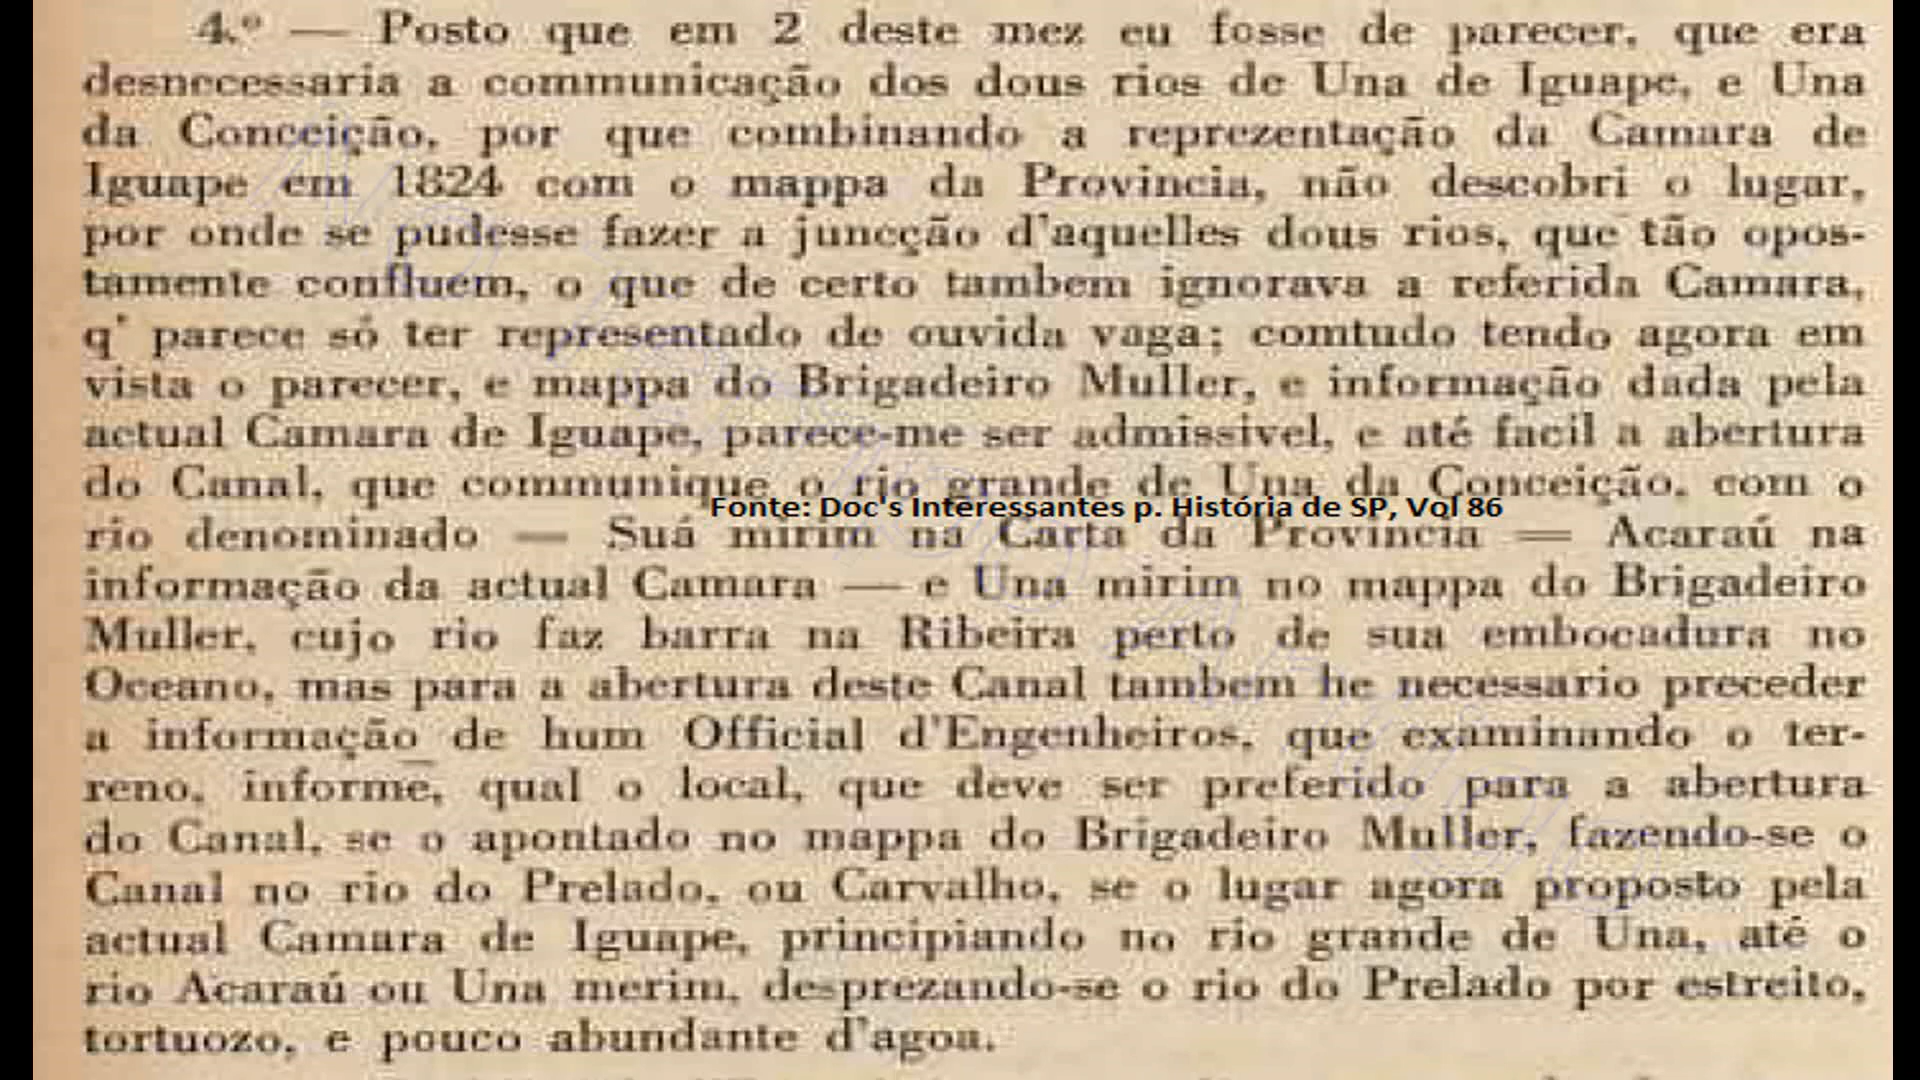 4.º — Posto que em 2 deste mez eu fosse de parecer, que era
desnecessaria a communicação dos dous rios de Una de Iguape, e Una
da Conceição, por que combinando a reprezentação da Camara de
Iguape em 1824 com o mappa da Provincia, não descobri o lugar,
por onde se pudesse fazer a juncção d'aquelles dous rios, que tão opos-
tamente confluem, o que de certo tambem ignorava a referida Camara,
q' parece só ter representado de ouvida vaga; comtudo tendo agora em
vista o parecer, e mappa do Brigadeiro Muller, e informação dada pela
actual Camara de Iguape, parece-me ser admissivel, e até facil a abertura
do Canal, que communique o rio grande de Una da Conceição, com o
Fonte: Doc's Interessantes p. História de SP, Vol 86
rio denominado — Suá mirim na Carta da Provincia — Acaraú na
informação da actual Camara — e Una mirim no mappa do Brigadeiro
Muller, cujo rio faz barra na Ribeira perto de sua embocadura no
Oceano, mas para a abertura deste Canal tambem he necessario preceder
a informação de hum Official d'Engenheiros, que examinando o ter-
reno, informe, qual o local, que deve ser preferido para a abertura
do Canal, se o apontado no mappa do Brigadeiro Muller, fazendo-se o
Canal no rio do Prelado, ou Carvalho, se o lugar agora proposto pela
actual Camara de Iguape, principiando no rio grande de Una, até o
rio Acaraú ou Una merim, desprezando-se o rio do Prelado por estreito,
tortuozo, e pouco abundante d'agoa.